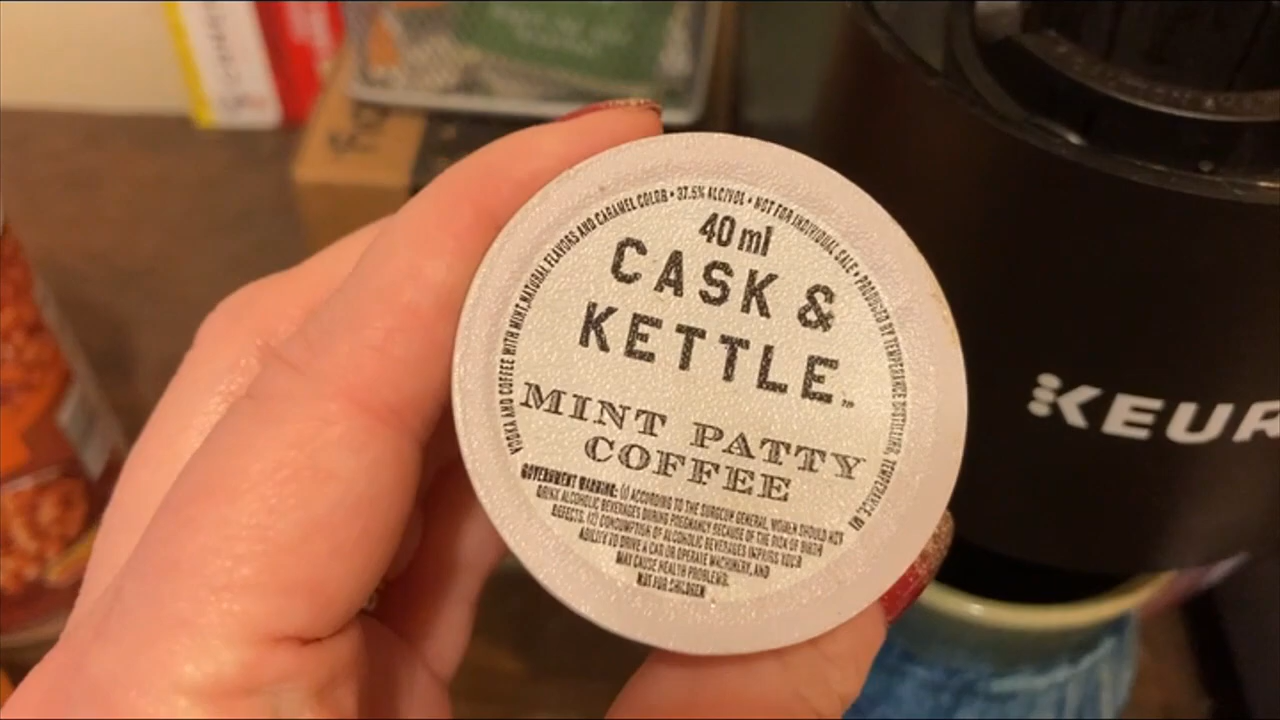 VODKA AND COFFEE WITH MINT, NATURAL FLAVORS AND CARAMEL COLOR • 37.5% ALC/VOL • NOT FOR INDIVIDUAL SALE • PRODUCED BY TEMPERANCE DISTILLING, TEMPERANCE, MI
40 ml
CASK &
KETTLE™
MINT PATTY
COFFEE
GOVERNMENT WARNING: (1) ACCORDING TO THE SURGEON GENERAL, WOMEN SHOULD NOT
DRINK ALCOHOLIC BEVERAGES DURING PREGNANCY BECAUSE OF THE RISK OF BIRTH
DEFECTS. (2) CONSUMPTION OF ALCOHOLIC BEVERAGES IMPAIRS YOUR
ABILITY TO DRIVE A CAR OR OPERATE MACHINERY, AND
MAY CAUSE HEALTH PROBLEMS.
NOT FOR CHILDREN
KEUR